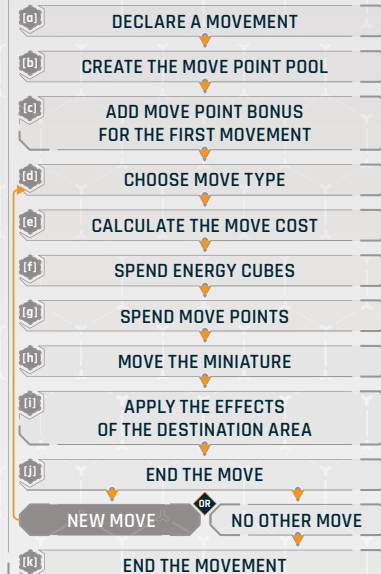 [a] DECLARE A MOVEMENT
[b] CREATE THE MOVE POINT POOL
[c] ADD MOVE POINT BONUS
FOR THE FIRST MOVEMENT
[d] CHOOSE MOVE TYPE
[e] CALCULATE THE MOVE COST
[f] SPEND ENERGY CUBES
[g] SPEND MOVE POINTS
[h] MOVE THE MINIATURE
[i] APPLY THE EFFECTS
OF THE DESTINATION AREA
[j] END THE MOVE
NEW MOVE OR NO OTHER MOVE
[k] END THE MOVEMENT